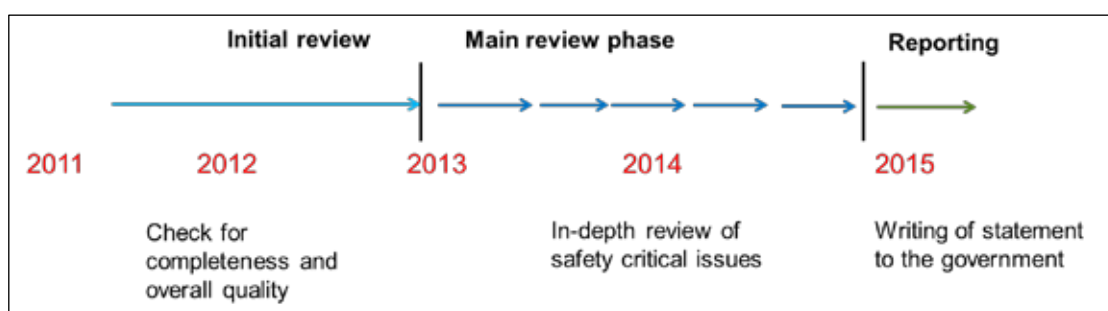 Initial review
Main review phase
Reporting
2011
2012
2013
2014
2015
Check for
completeness and
overall quality
In-depth review of
safety critical issues
Writing of statement
to the government